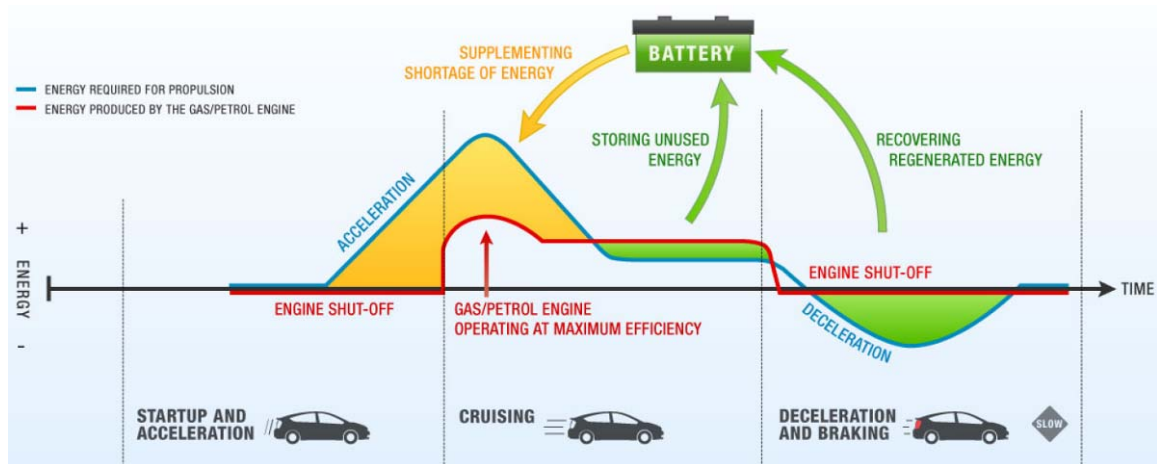 BATTERY
SUPPLEMENTING
SHORTAGE OF ENERGY
ENERGY REQUIRED FOR PROPULSION
ENERGY PRODUCED BY THE GAS/PETROL ENGINE
STORING UNUSED
ENERGY
RECOVERING
REGENERATED ENERGY
ACCELERATION
+
ENERGY
-
ENGINE SHUT-OFF
GAS/PETROL ENGINE
OPERATING AT MAXIMUM EFFICIENCY
ENGINE SHUT-OFF
TIME
DECELERATION
STARTUP AND
ACCELERATION
CRUISING
DECELERATION
AND BRAKING
SLOW